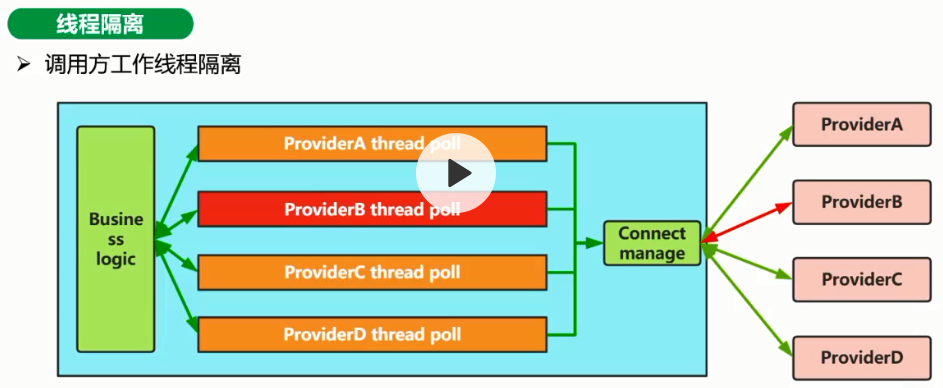 线程隔离
➢ 调用方工作线程隔离
Busine
ss
logic
ProviderA thread poll
ProviderB thread poll
ProviderC thread poll
ProviderD thread poll
Connect
manage
ProviderA
ProviderB
ProviderC
ProviderD